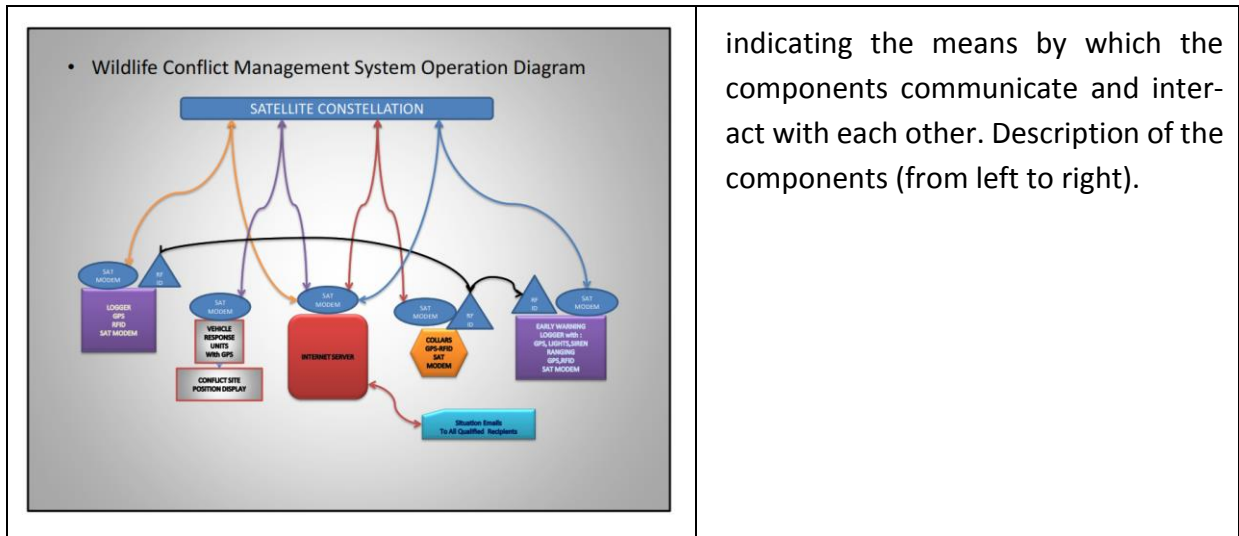 • Wildlife Conflict Management System Operation Diagram
SATELLITE CONSTELLATION
SAT
MODEM
RF
ID
LOGGER
GPS
RFID
SAT MODEM
SAT
MODEM
VEHICLE
RESPONSE
UNITS
With GPS
CONFLICT SITE
POSITION DISPLAY
SAT
MODEM
INTERNET SERVER
SAT
MODEM
RF
ID
COLLARS
GPS-RFID
SAT
MODEM
RF
ID
SAT
MODEM
EARLY WARNING
LOGGER with :
GPS, LIGHTS,SIREN
RANGING
GPS,RFID
SAT MODEM
Situation Emails
To All Qualified Recipients
indicating the means by which the
components communicate and inter-
act with each other. Description of the
components (from left to right).